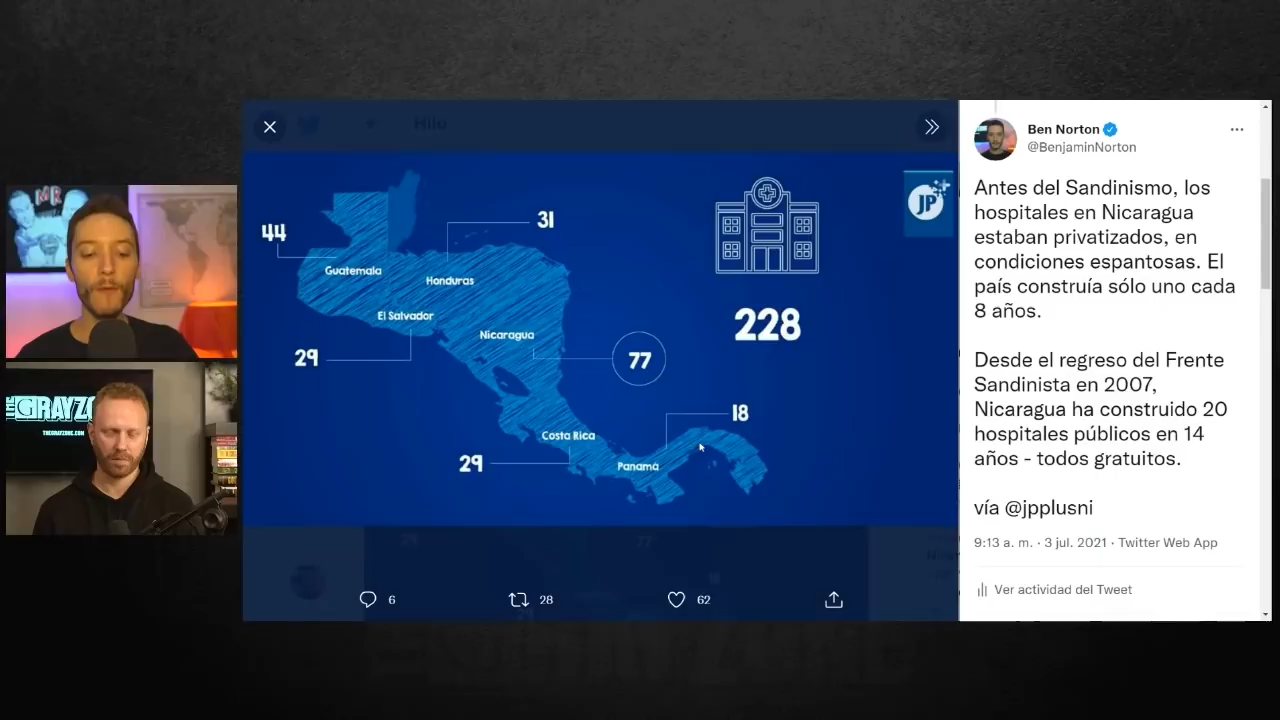 MR
GRAYZ
THEGRAYZONE.COM
Hilo
44
Guatemala
31
Honduras
El Salvador
29
Nicaragua
77
Costa Rica
29
Panamá
18
228
JP
6
28
62
Ben Norton
@BenjaminNorton
Antes del Sandinismo, los
hospitales en Nicaragua
estaban privatizados, en
condiciones espantosas. El
país construía sólo uno cada
8 años.
Desde el regreso del Frente
Sandinista en 2007,
Nicaragua ha construido 20
hospitales públicos en 14
años - todos gratuitos.
vía @jpplusni
9:13 a. m. · 3 jul. 2021 · Twitter Web App
Ver actividad del Tweet